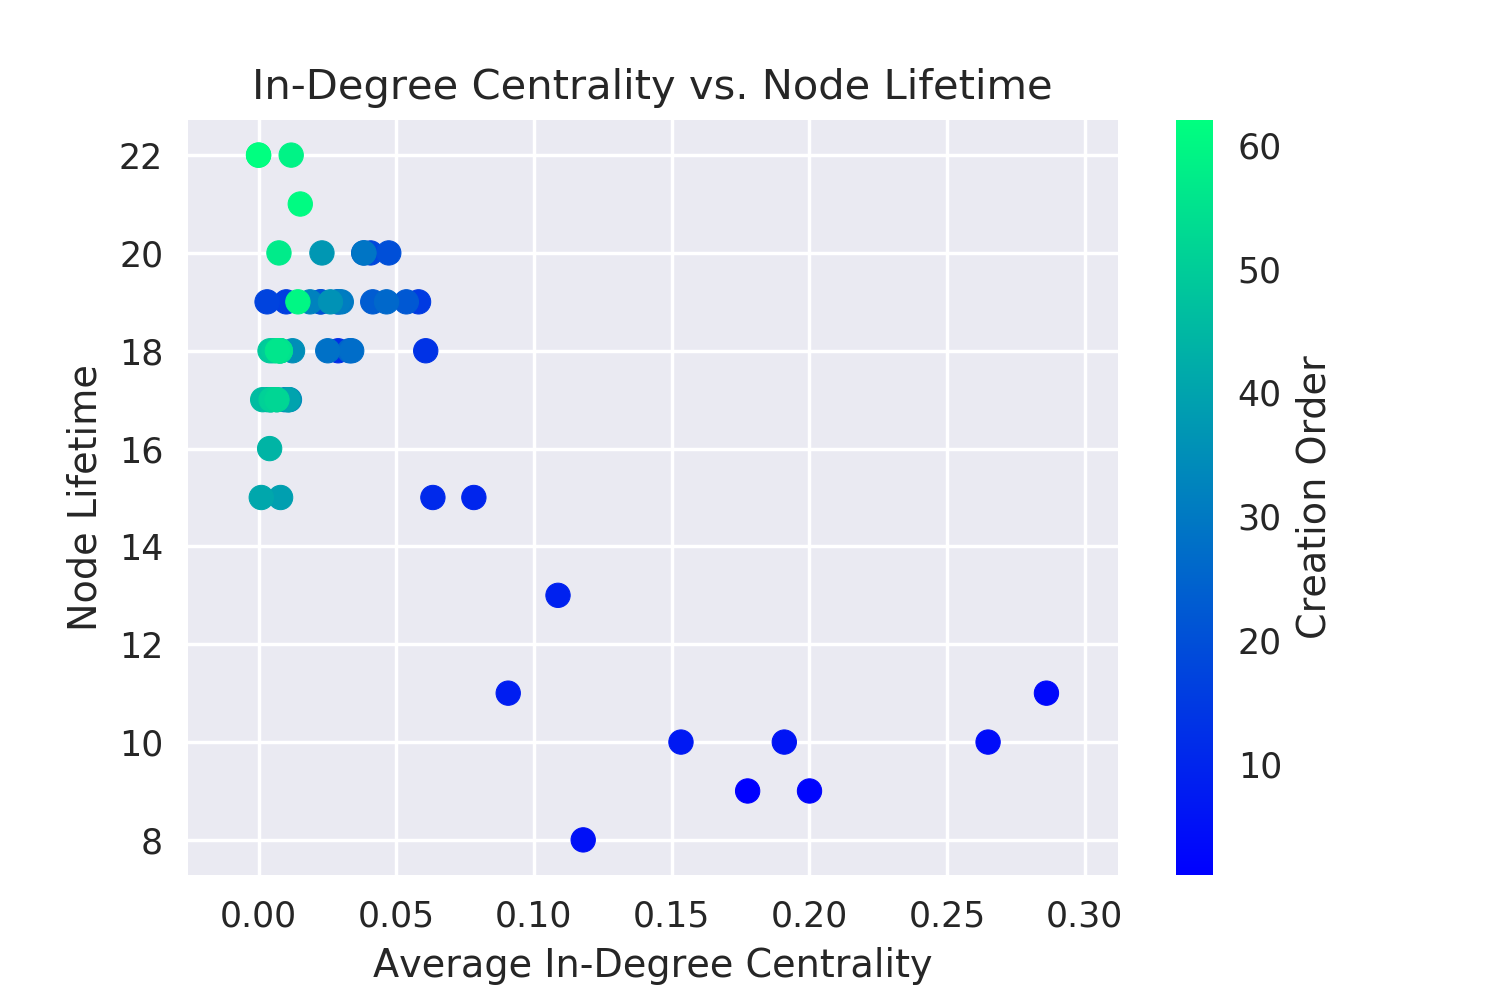 In-Degree Centrality vs. Node Lifetime
22
20
18
16
14
12
10
8
Node Lifetime
0.00 0.05 0.10 0.15 0.20 0.25 0.30
Average In-Degree Centrality
60
50
40
30
20
10
Creation Order